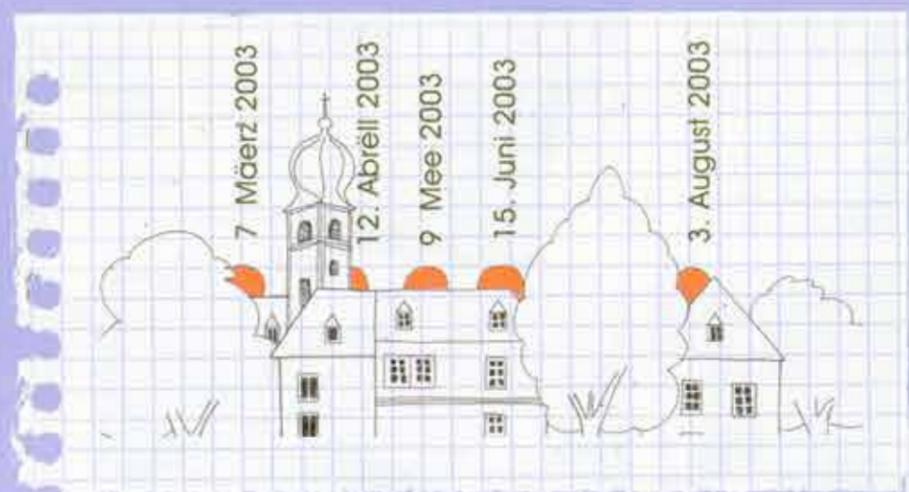 7 Mäerz 2003
12. Abrëll 2003
9 Mee 2003
15. Juni 2003
3. August 2003